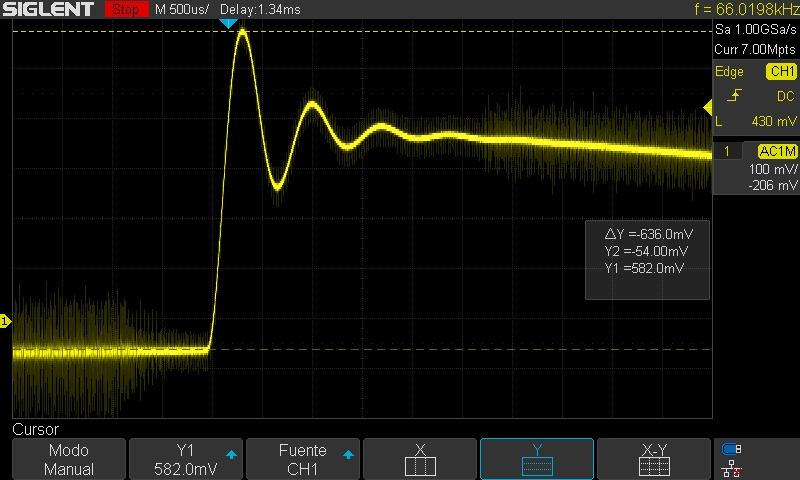 SIGLENT Stop M 500us/ Delay:1.34ms f = 66.0198kHz
Sa 1.00GSa/s
Curr 7.00Mpts
Edge CH1
DC
L 430 mV
1 AC1M
100 mV/
-206 mV
1
△Y =-636.0mV
Y2 =-54.00mV
Y1 =582.0mV
Cursor
Modo
Manual
Y1
582.0mV
Fuente
CH1
X
Y
X-Y